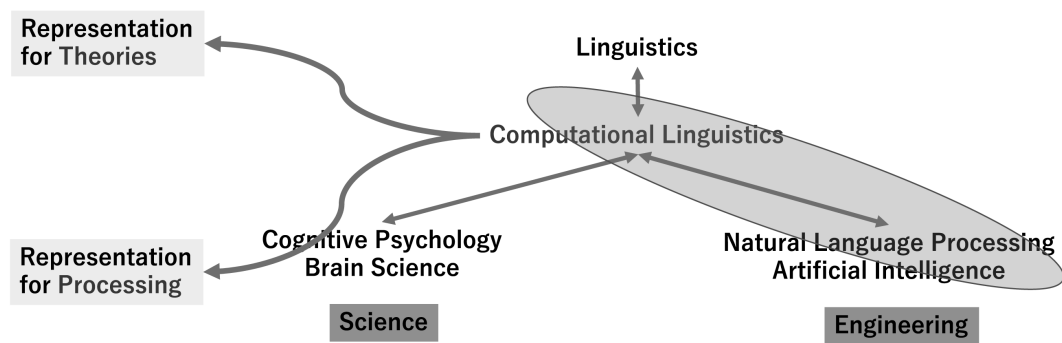 Representation
for Theories
Linguistics
Computational Linguistics
Cognitive Psychology
Brain Science
Natural Language Processing
Artificial Intelligence
Representation
for Processing
Science
Engineering